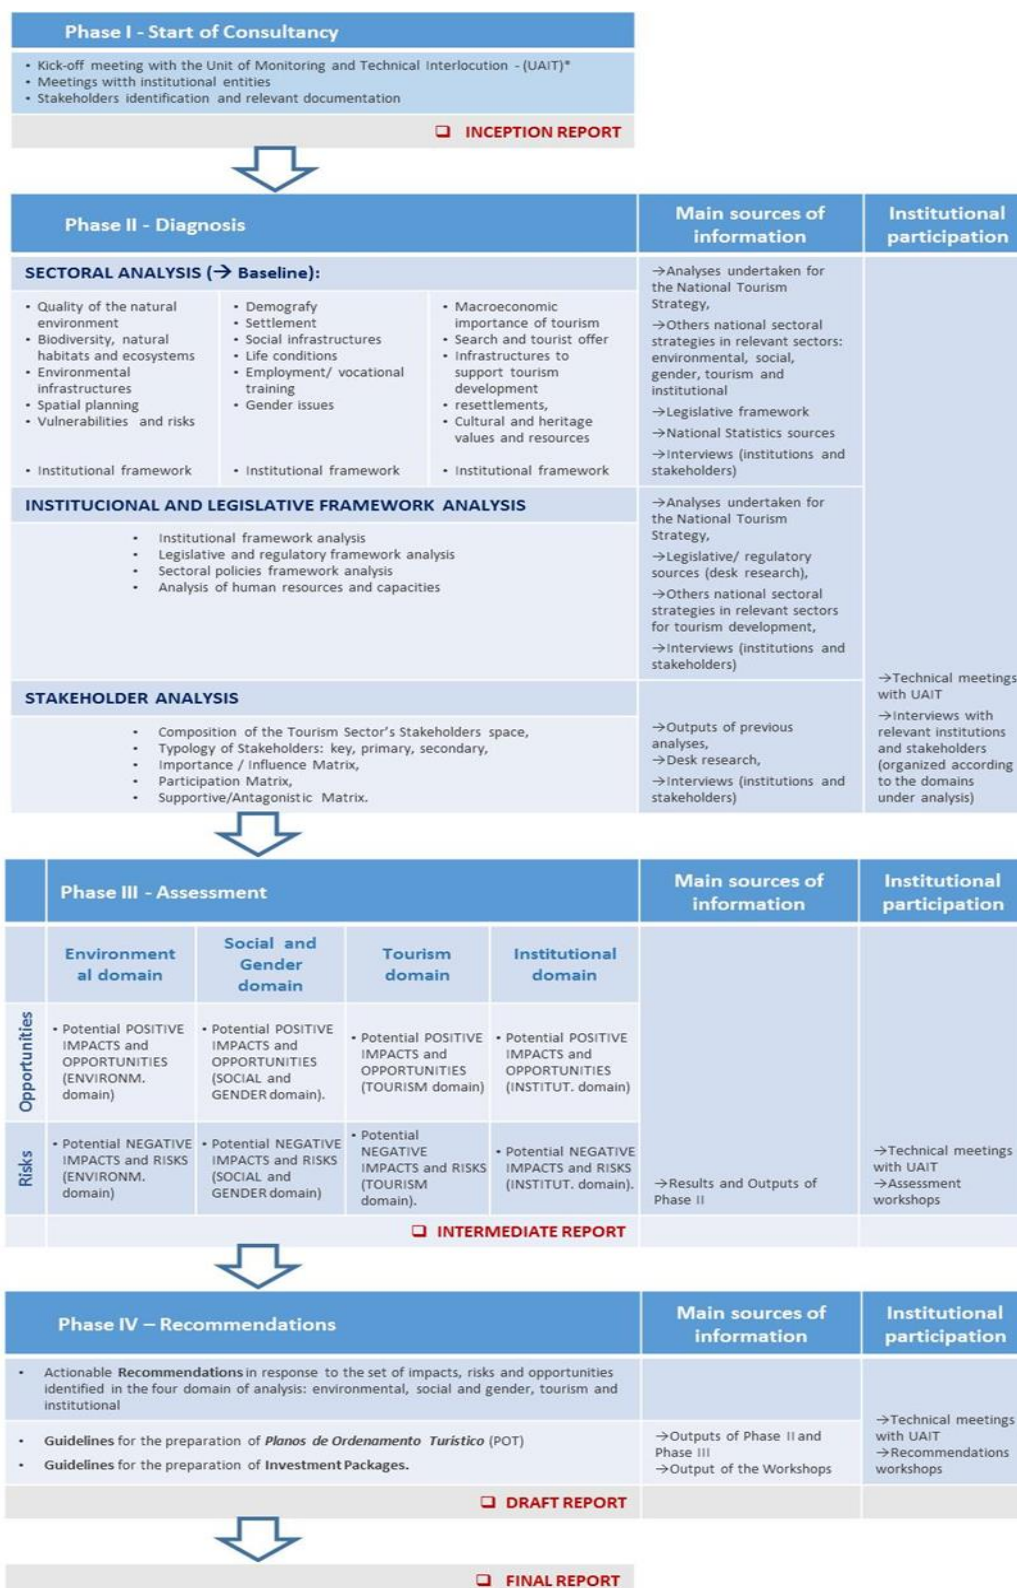 Phase I - Start of Consultancy
• Kick-off meeting with the Unit of Monitoring and Technical Interlocution - (UAIT)*
• Meetings witth institutional entities
• Stakeholders identification and relevant documentation
❑ INCEPTION REPORT
Phase II - Diagnosis
Main sources of
information
Institutional
participation
SECTORAL ANALYSIS (→ Baseline):
• Quality of the natural
environment
• Biodiversity, natural
habitats and ecosystems
• Environmental
infrastructures
• Spatial planning
• Vulnerabilities and risks
• Institutional framework
• Demografy
• Settlement
• Social infrastructures
• Life conditions
• Employment/ vocational
training
• Gender issues
• Institutional framework
• Macroeconomic
importance of tourism
• Search and tourist offer
• Infrastructures to
support tourism
development
• resettlements,
• Cultural and heritage
values and resources
• Institutional framework
→Analyses undertaken for
the National Tourism
Strategy,
→Others national sectoral
strategies in relevant sectors:
environmental, social,
gender, tourism and
institutional
→Legislative framework
→National Statistics sources
→Interviews (institutions and
stakeholders)
INSTITUCIONAL AND LEGISLATIVE FRAMEWORK ANALYSIS
• Institutional framework analysis
• Legislative and regulatory framework analysis
• Sectoral policies framework analysis
• Analysis of human resources and capacities
→Analyses undertaken for
the National Tourism
Strategy,
→Legislative/ regulatory
sources (desk research),
→Others national sectoral
strategies in relevant sectors
for tourism development,
→Interviews (institutions and
stakeholders)
STAKEHOLDER ANALYSIS
• Composition of the Tourism Sector's Stakeholders space,
• Typology of Stakeholders: key, primary, secondary,
• Importance / Influence Matrix,
• Participation Matrix,
• Supportive/Antagonistic Matrix.
→Outputs of previous
analyses,
→Desk research,
→Interviews (institutions and
stakeholders)
→Technical meetings
with UAIT
→Interviews with
relevant institutions
and stakeholders
(organized according
to the domains
under analysis)
Phase III - Assessment
Main sources of
information
Institutional
participation
Environment
al domain
Social and
Gender
domain
Tourism
domain
Institutional
domain
Opportunities
• Potential POSITIVE
IMPACTS and
OPPORTUNITIES
(ENVIRONM.
domain)
• Potential POSITIVE
IMPACTS and
OPPORTUNITIES
(SOCIAL and
GENDER domain).
• Potential POSITIVE
IMPACTS and
OPPORTUNITIES
(TOURISM domain)
• Potential POSITIVE
IMPACTS and
OPPORTUNITIES
(INSTITUT. domain)
Risks
• Potential NEGATIVE
IMPACTS and RISKS
(ENVIRONM.
domain)
• Potential NEGATIVE
IMPACTS and RISKS
(SOCIAL and
GENDER domain)
• Potential
NEGATIVE
IMPACTS and RISKS
(TOURISM
domain).
• Potential NEGATIVE
IMPACTS and RISKS
(INSTITUT. domain).
→Results and Outputs of
Phase II
→Technical meetings
with UAIT
→Assessment
workshops
❑ INTERMEDIATE REPORT
Phase IV – Recommendations
Main sources of
information
Institutional
participation
• Actionable Recommendations in response to the set of impacts, risks and opportunities
identified in the four domain of analysis: environmental, social and gender, tourism and
institutional
• Guidelines for the preparation of Planos de Ordenamento Turístico (POT)
• Guidelines for the preparation of Investment Packages.
→Outputs of Phase II and
Phase III
→Output of the Workshops
→Technical meetings
with UAIT
→Recommendations
workshops
❑ DRAFT REPORT
❑ FINAL REPORT